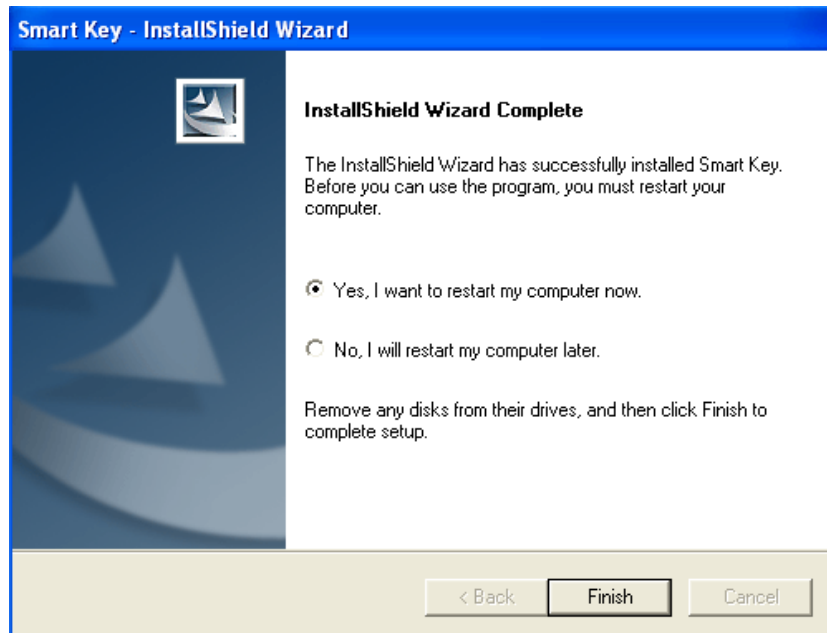 Smart Key - InstallShield Wizard
InstallShield Wizard Complete
The InstallShield Wizard has successfully installed Smart Key.
Before you can use the program, you must restart your
computer.
Yes, I want to restart my computer now.
No, I will restart my computer later.
Remove any disks from their drives, and then click Finish to
complete setup.
< Back Finish Cancel